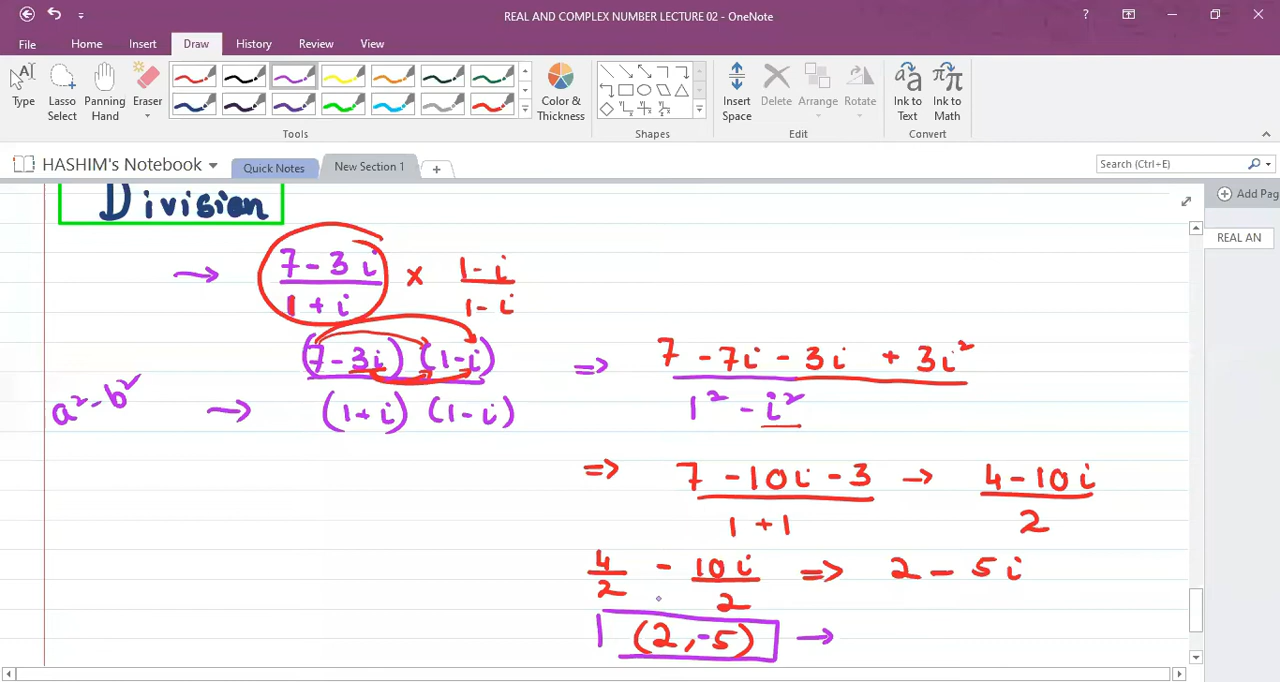 REAL AND COMPLEX NUMBER LECTURE 02 - OneNote
File Home Insert Draw History Review View
Type
Lasso Select
Panning Hand
Eraser
Color & Thickness
Insert Space
Delete
Arrange
Rotate
Ink to Text
Ink to Math
Tools
Shapes
Edit
Convert
HASHIM's Notebook
Quick Notes
New Section 1
Search (Ctrl+E)
Add Pag
REAL AN
Division
→ (7 - 3i)/(1 + i) × (1 - i)/(1 - i)
a² - b² → (7 - 3i)(1 - i)/(1 + i)(1 - i) => (7 - 7i - 3i + 3i²)/(1² - i²)
=> (7 - 10i - 3)/(1 + 1) → (4 - 10i)/2
4/2 - 10i/2 => 2 - 5i
(2, -5) →